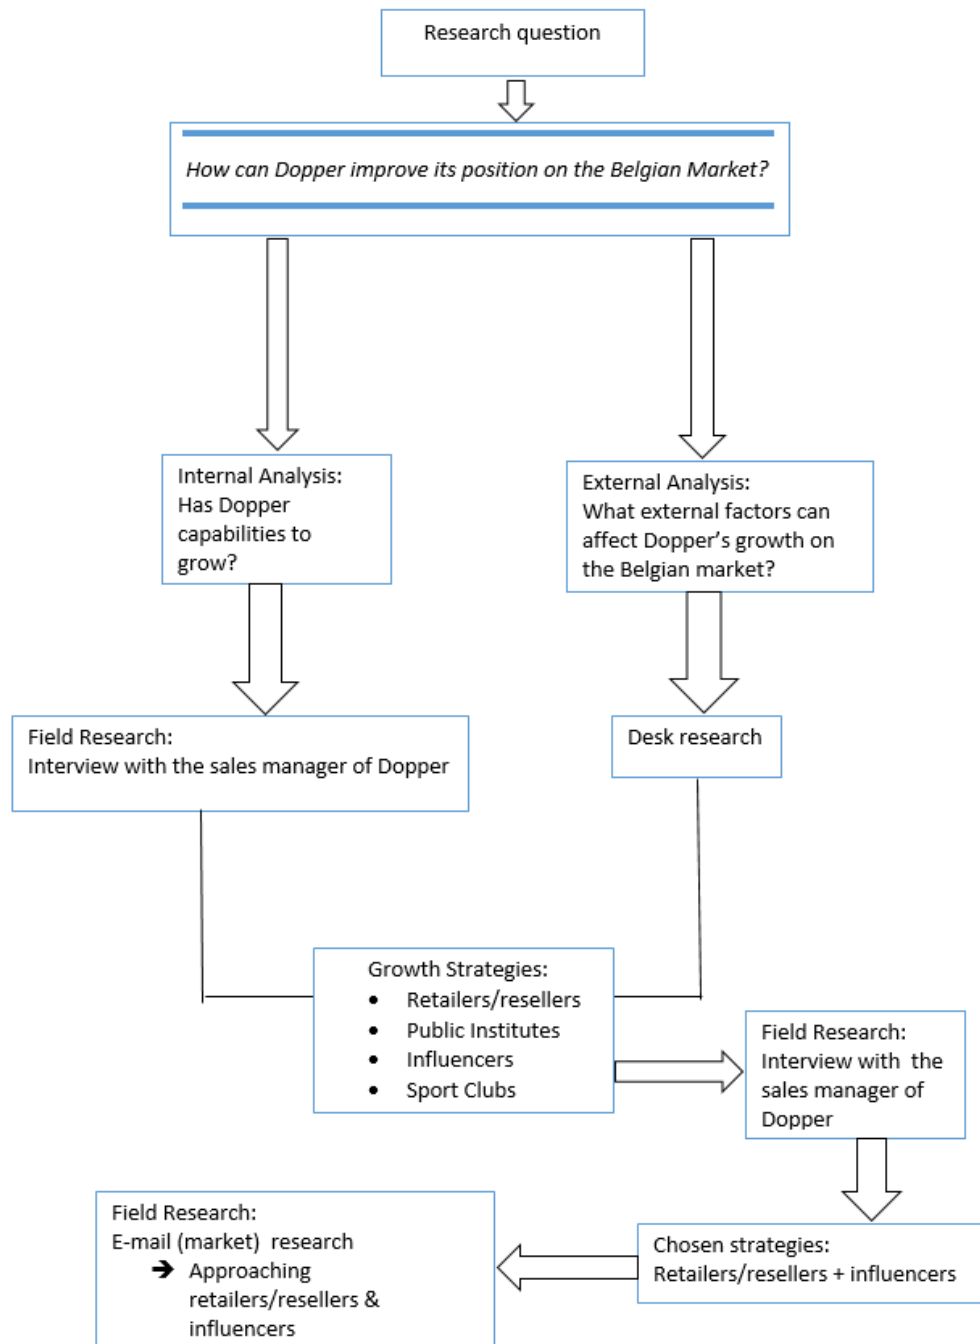 Research question
How can Dopper improve its position on the Belgian Market?
Internal Analysis:
Has Dopper
capabilities to
grow?
External Analysis:
What external factors can
affect Dopper’s growth on
the Belgian market?
Field Research:
Interview with the sales manager of Dopper
Desk research
Growth Strategies:
• Retailers/resellers
• Public Institutes
• Influencers
• Sport Clubs
Field Research:
Interview with  the
sales manager of
Dopper
Chosen strategies:
Retailers/resellers + influencers
Field Research:
E-mail (market)  research
➔ Approaching
retailers/resellers &
influencers